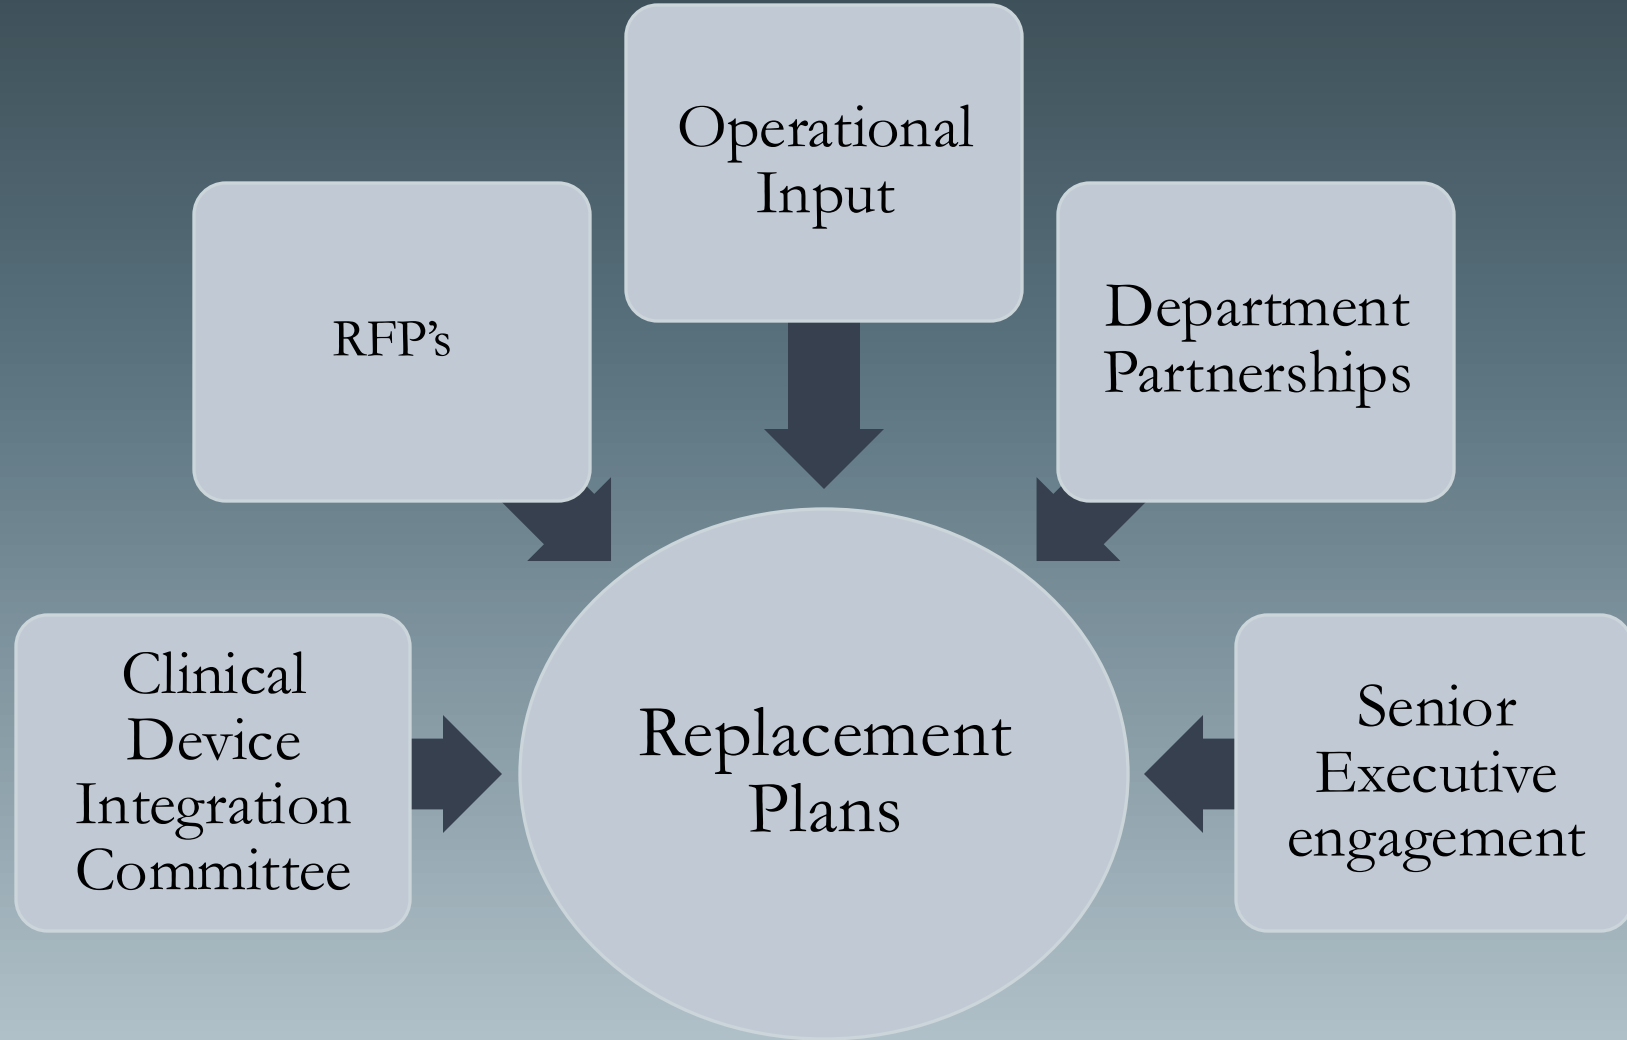 Operational
Input
RFP’s
Department
Partnerships
Clinical
Device
Integration
Committee
Replacement
Plans
Senior
Executive
engagement